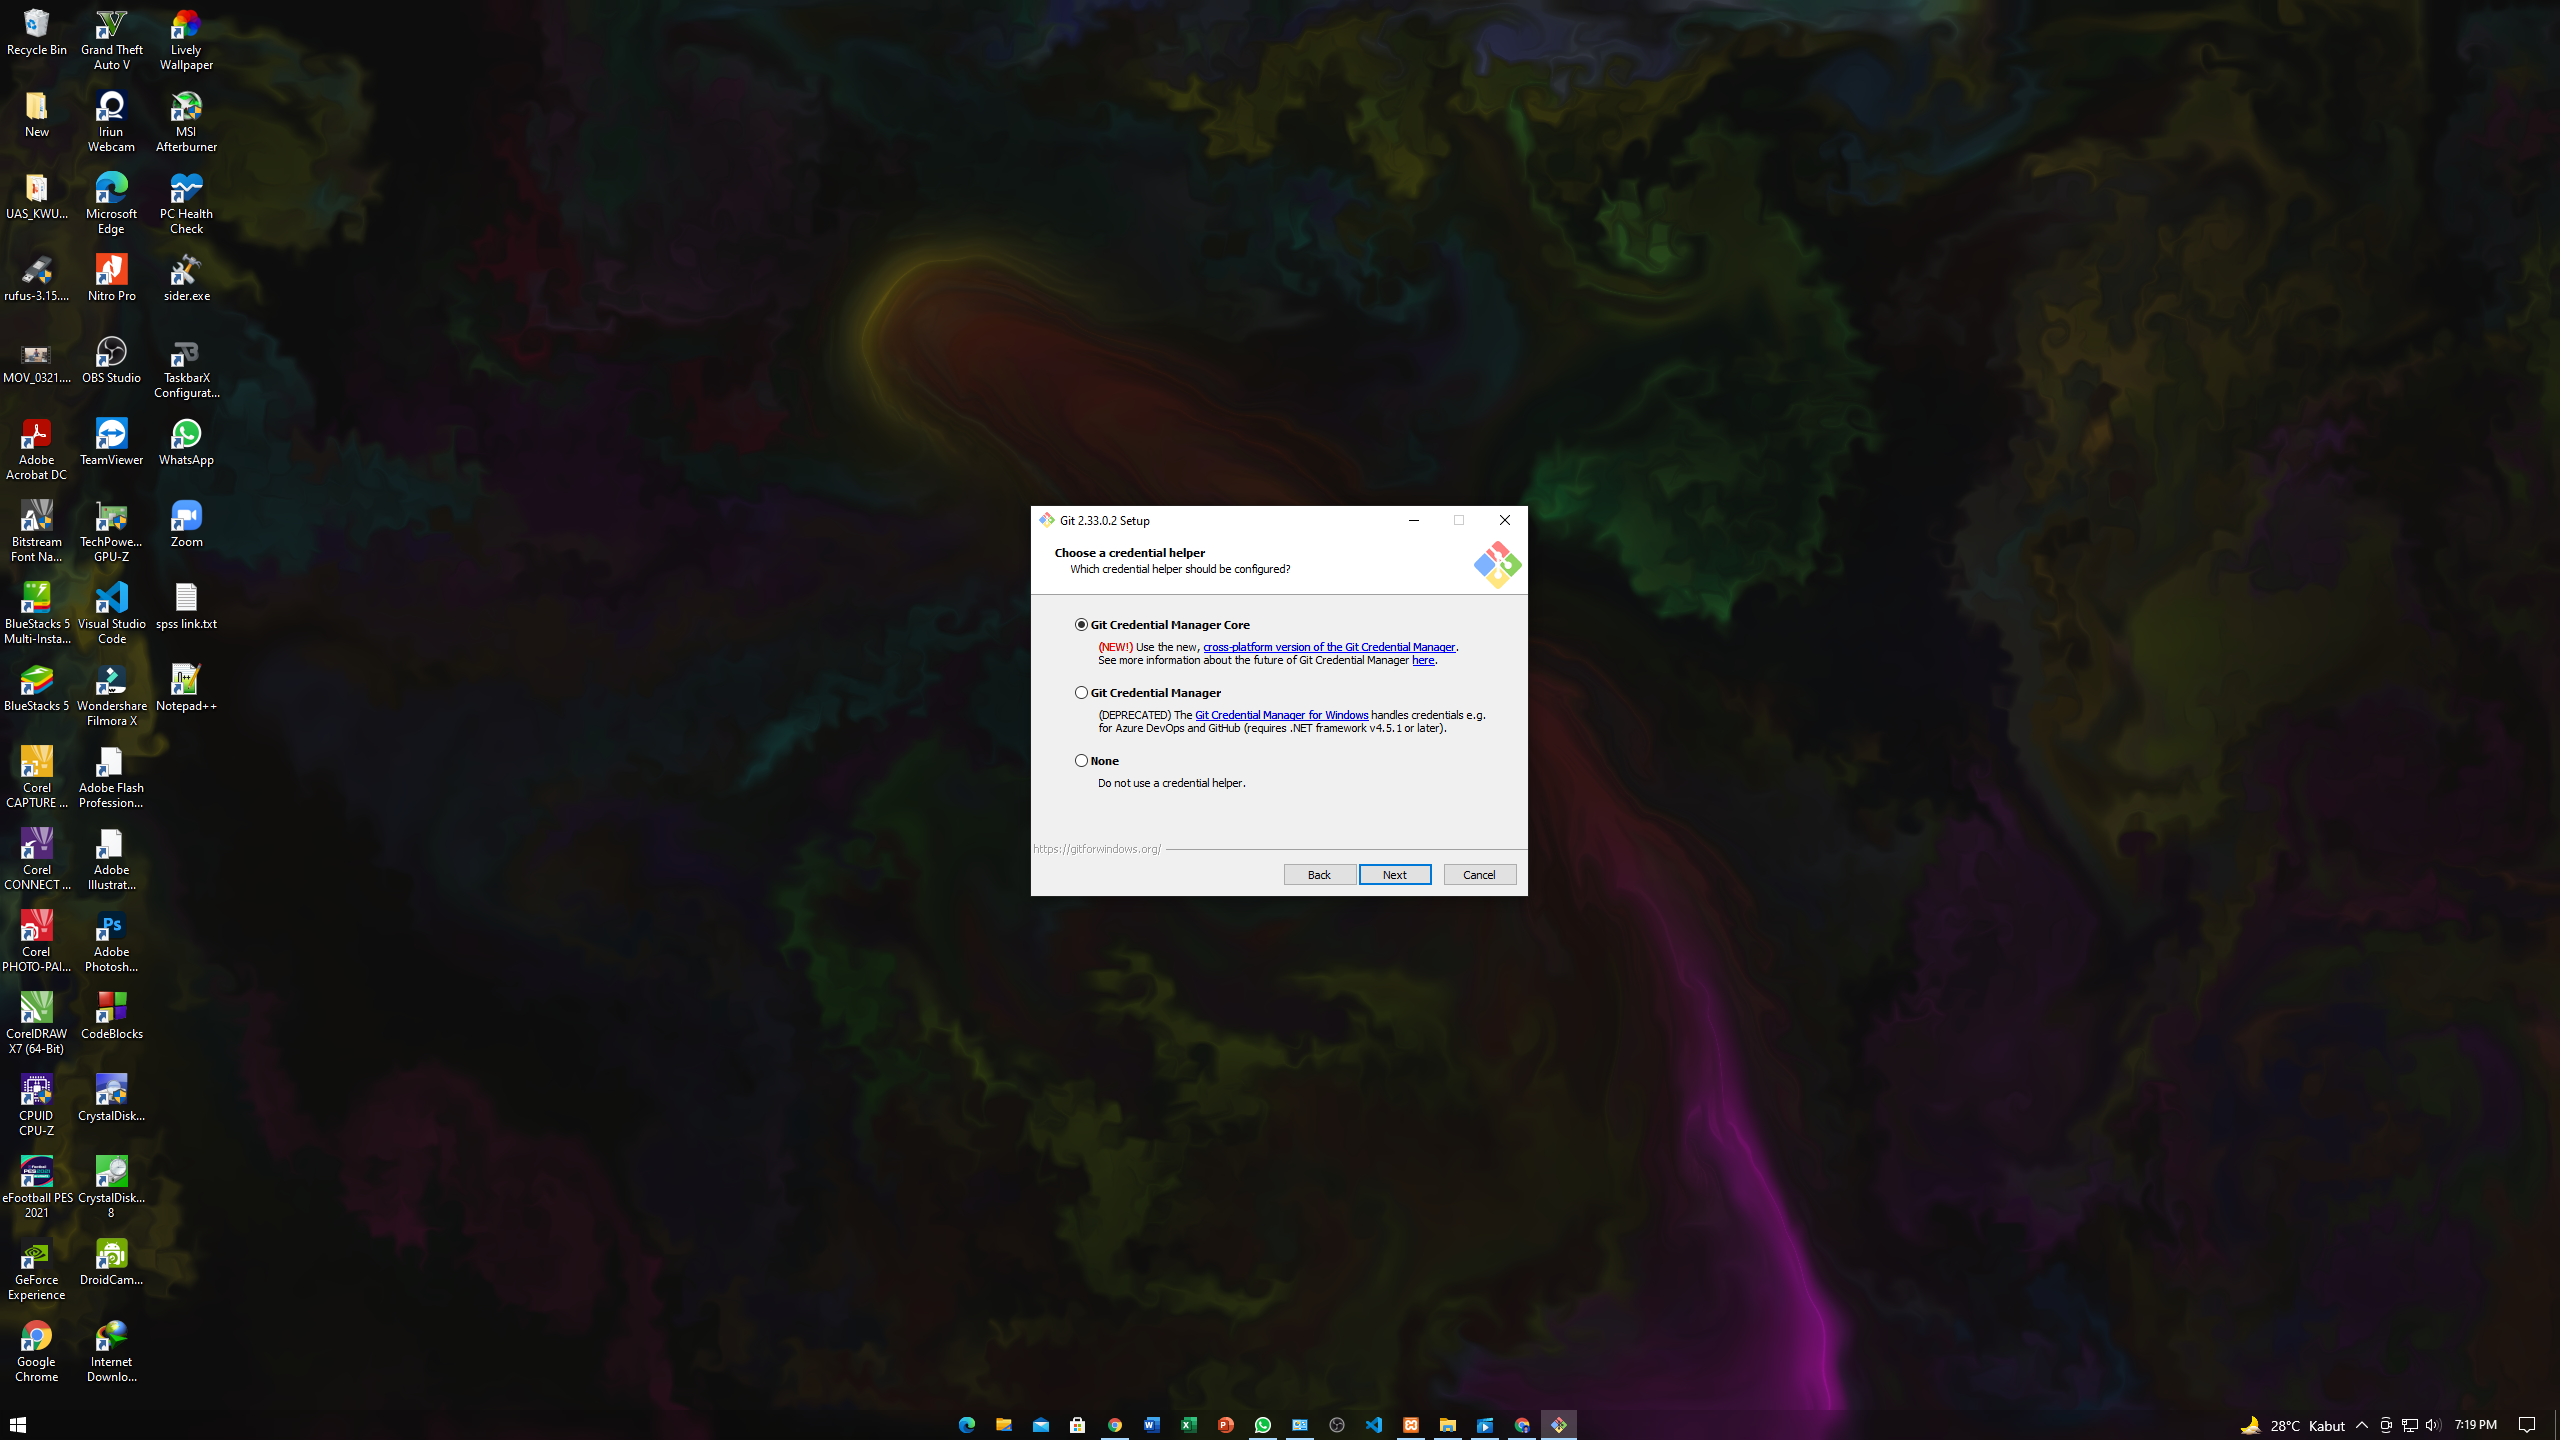 Recycle Bin
Grand Theft
Auto V
Lively
Wallpaper
New
Iriun
Webcam
MSI
Afterburner
UAS_KWU...
Microsoft
Edge
PC Health
Check
rufus-3.15....
Nitro Pro
sider.exe
MOV_0321....
OBS Studio
TaskbarX
Configurat...
Adobe
Acrobat DC
TeamViewer
WhatsApp
Bitstream
Font Na...
TechPowe...
GPU-Z
Zoom
BlueStacks 5
Multi-Insta...
Visual Studio
Code
spss link.txt
BlueStacks 5
Wondershare
Filmora X
Notepad++
Corel
CAPTURE ...
Adobe Flash
Profession...
Corel
CONNECT ...
Adobe
Illustrat...
Corel
PHOTO-PAI...
Adobe
Photosh...
CorelDRAW
X7 (64-Bit)
CodeBlocks
CPUID
CPU-Z
CrystalDisk...
eFootball PES
2021
CrystalDisk...
8
GeForce
Experience
DroidCam...
Google
Chrome
Internet
Downlo...
Git 2.33.0.2 Setup
Choose a credential helper
Which credential helper should be configured?
Git Credential Manager Core
(NEW!) Use the new, cross-platform version of the Git Credential Manager.
See more information about the future of Git Credential Manager here.
Git Credential Manager
(DEPRECATED) The Git Credential Manager for Windows handles credentials e.g.
for Azure DevOps and GitHub (requires .NET framework v4.5.1 or later).
None
Do not use a credential helper.
https://gitforwindows.org/
Back
Next
Cancel
28°C Kabut
7:19 PM